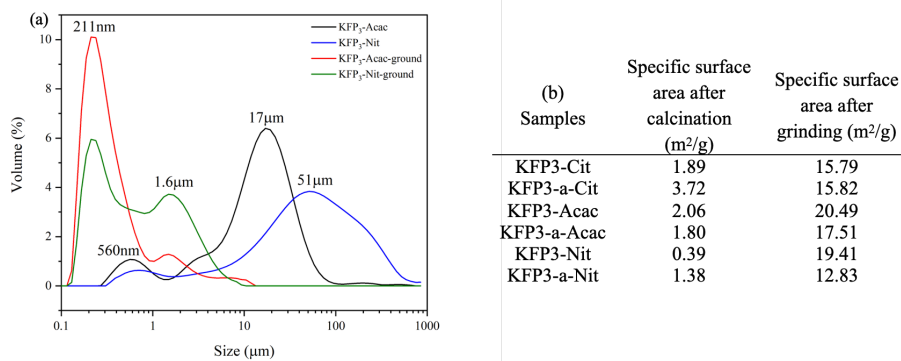 (a)
211nm
KFP₃-Acac
KFP₃-Nit
KFP₃-Acac-ground
KFP₃-Nit-ground
17μm
51μm
1.6μm
560nm
Volume (%)
10
8
6
4
2
0
0.1 1 10 100 1000
Size (μm)
(b)
Samples
Specific surface
area after
calcination
(m²/g)
Specific surface
area after
grinding (m²/g)
KFP3-Cit 1.89 15.79
KFP3-a-Cit 3.72 15.82
KFP3-Acac 2.06 20.49
KFP3-a-Acac 1.80 17.51
KFP3-Nit 0.39 19.41
KFP3-a-Nit 1.38 12.83